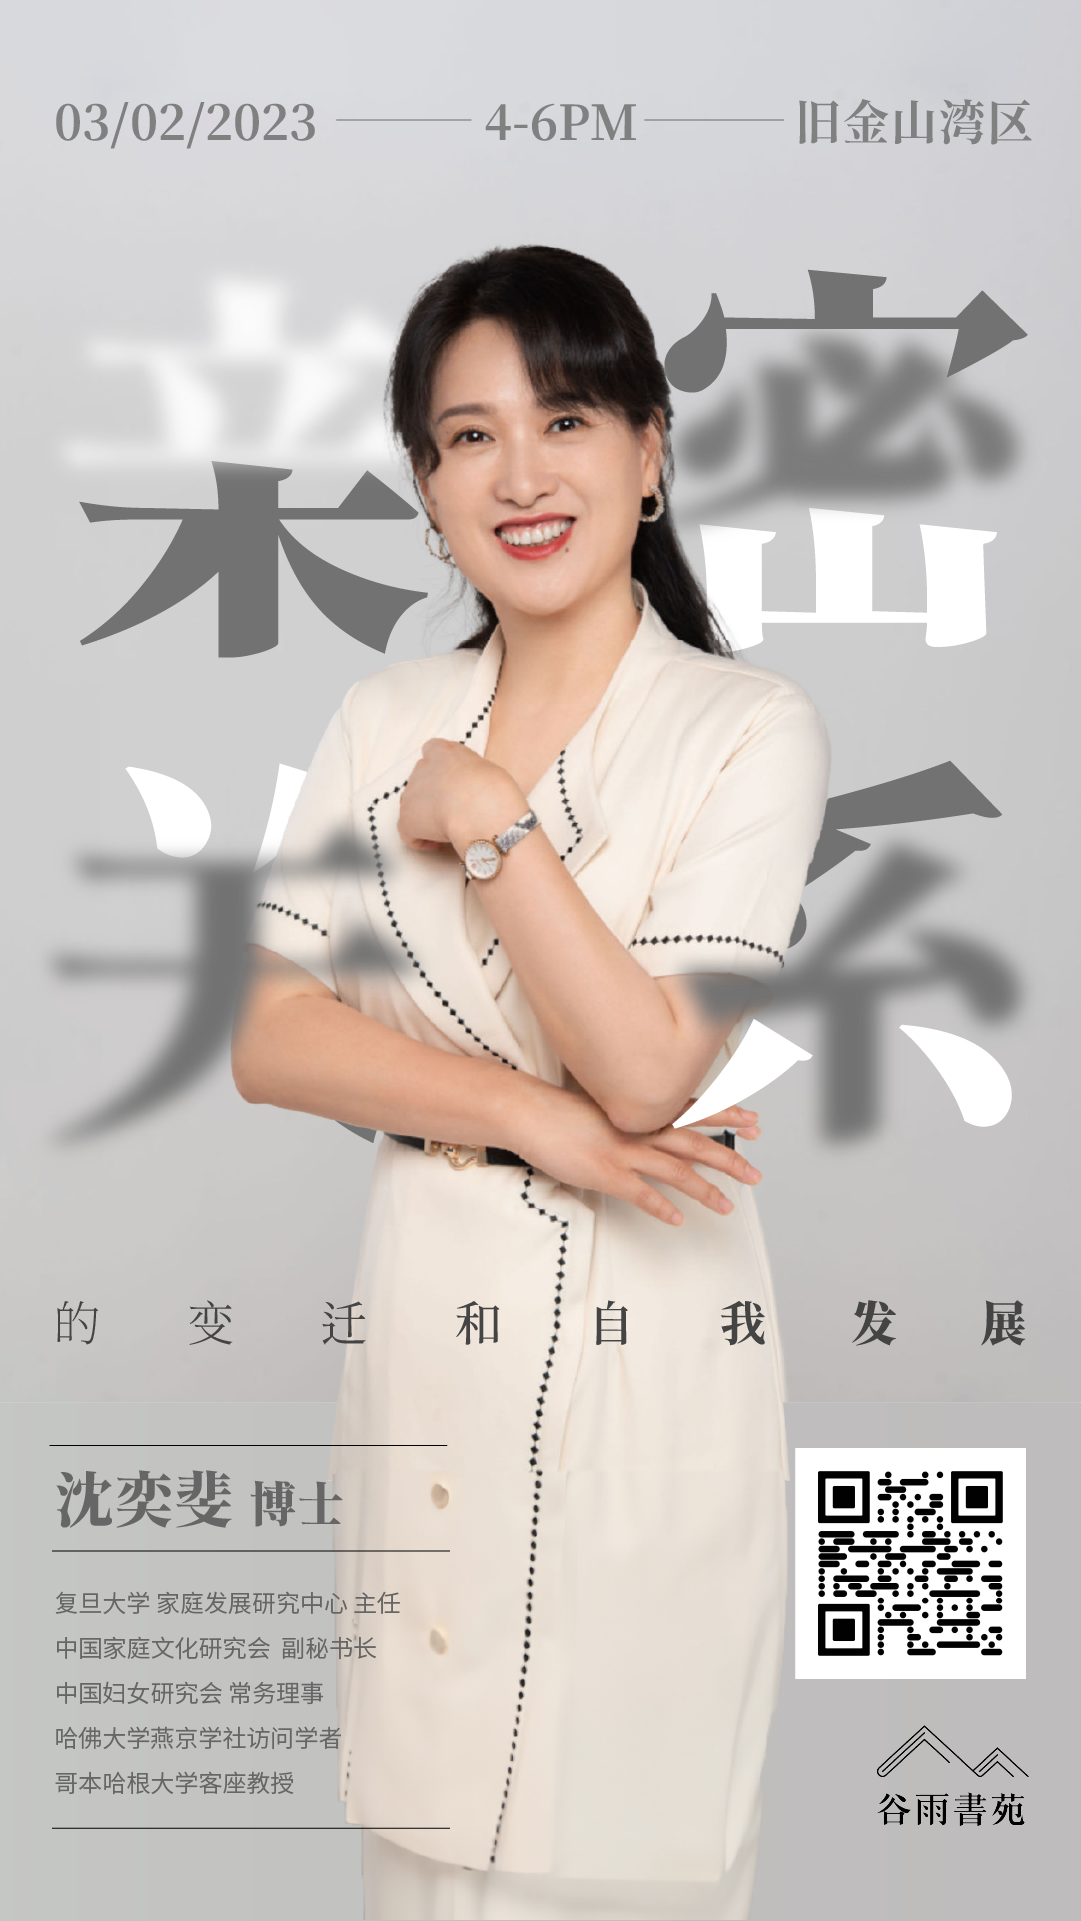 03/02/2023 4-6PM 旧金山湾区
亲密
关系
的变迁和自我发展
沈奕斐 博士
复旦大学 家庭发展研究中心 主任
中国家庭文化研究会 副秘书长
中国妇女研究会 常务理事
哈佛大学燕京学社访问学者
哥本哈根大学客座教授
谷雨書苑